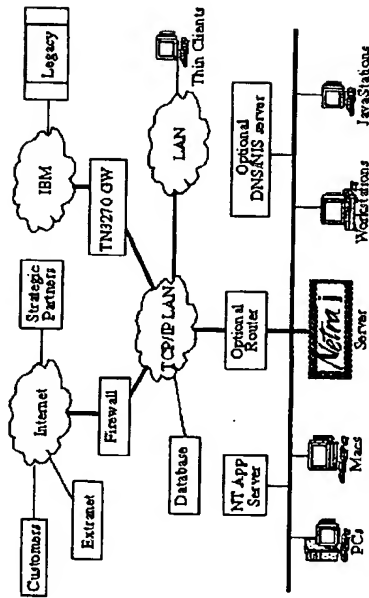 Customers
Extranet
Internet
Strategic
Partners
Firewall
Database
TCP/IP LAN
TN3270 GW
IBM
Legacy
LAN
Thin Clients
NT APP
Server
Optional
Router
Optional
DNS/NIS server
PCs
Macs
Netra j
Server
Workstations
JavaStations